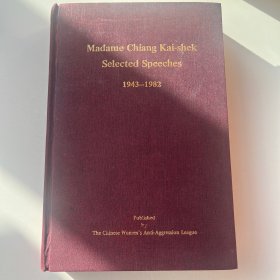 Madame Chiang Kai-shek
Selected Speeches
1943—1982
Published
by
The Chinese Women's Anti-Aggression League